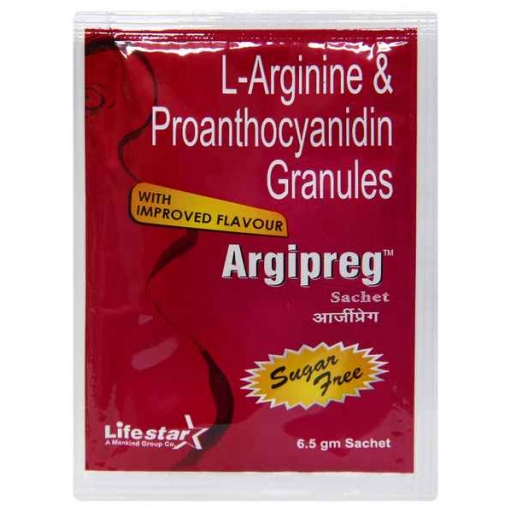 L-Arginine &
Proanthocyanidin
Granules
WITH
IMPROVED FLAVOUR
Argipreg™
Sachet
आर्जीप्रेग
Sugar
Free
Lifestar
A Mankind Group Co.
6.5 gm Sachet